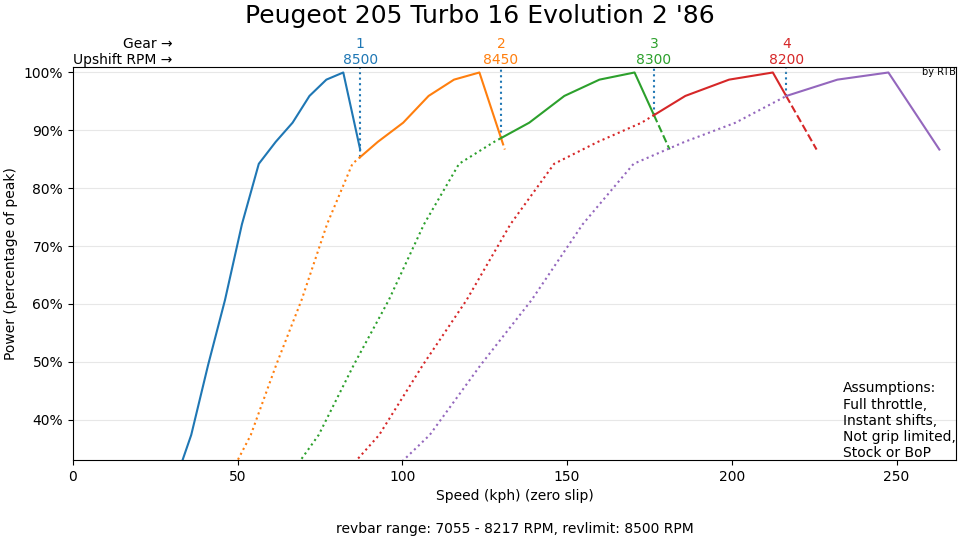 Peugeot 205 Turbo 16 Evolution 2 '86
Gear → 1 2 3 4
Upshift RPM → 8500 8450 8300 8200
by RTB
100%
90%
80%
70%
60%
50%
40%
Power (percentage of peak)
Assumptions:
Full throttle,
Instant shifts,
Not grip limited,
Stock or BoP
0 50 100 150 200 250
Speed (kph) (zero slip)
revbar range: 7055 - 8217 RPM, revlimit: 8500 RPM